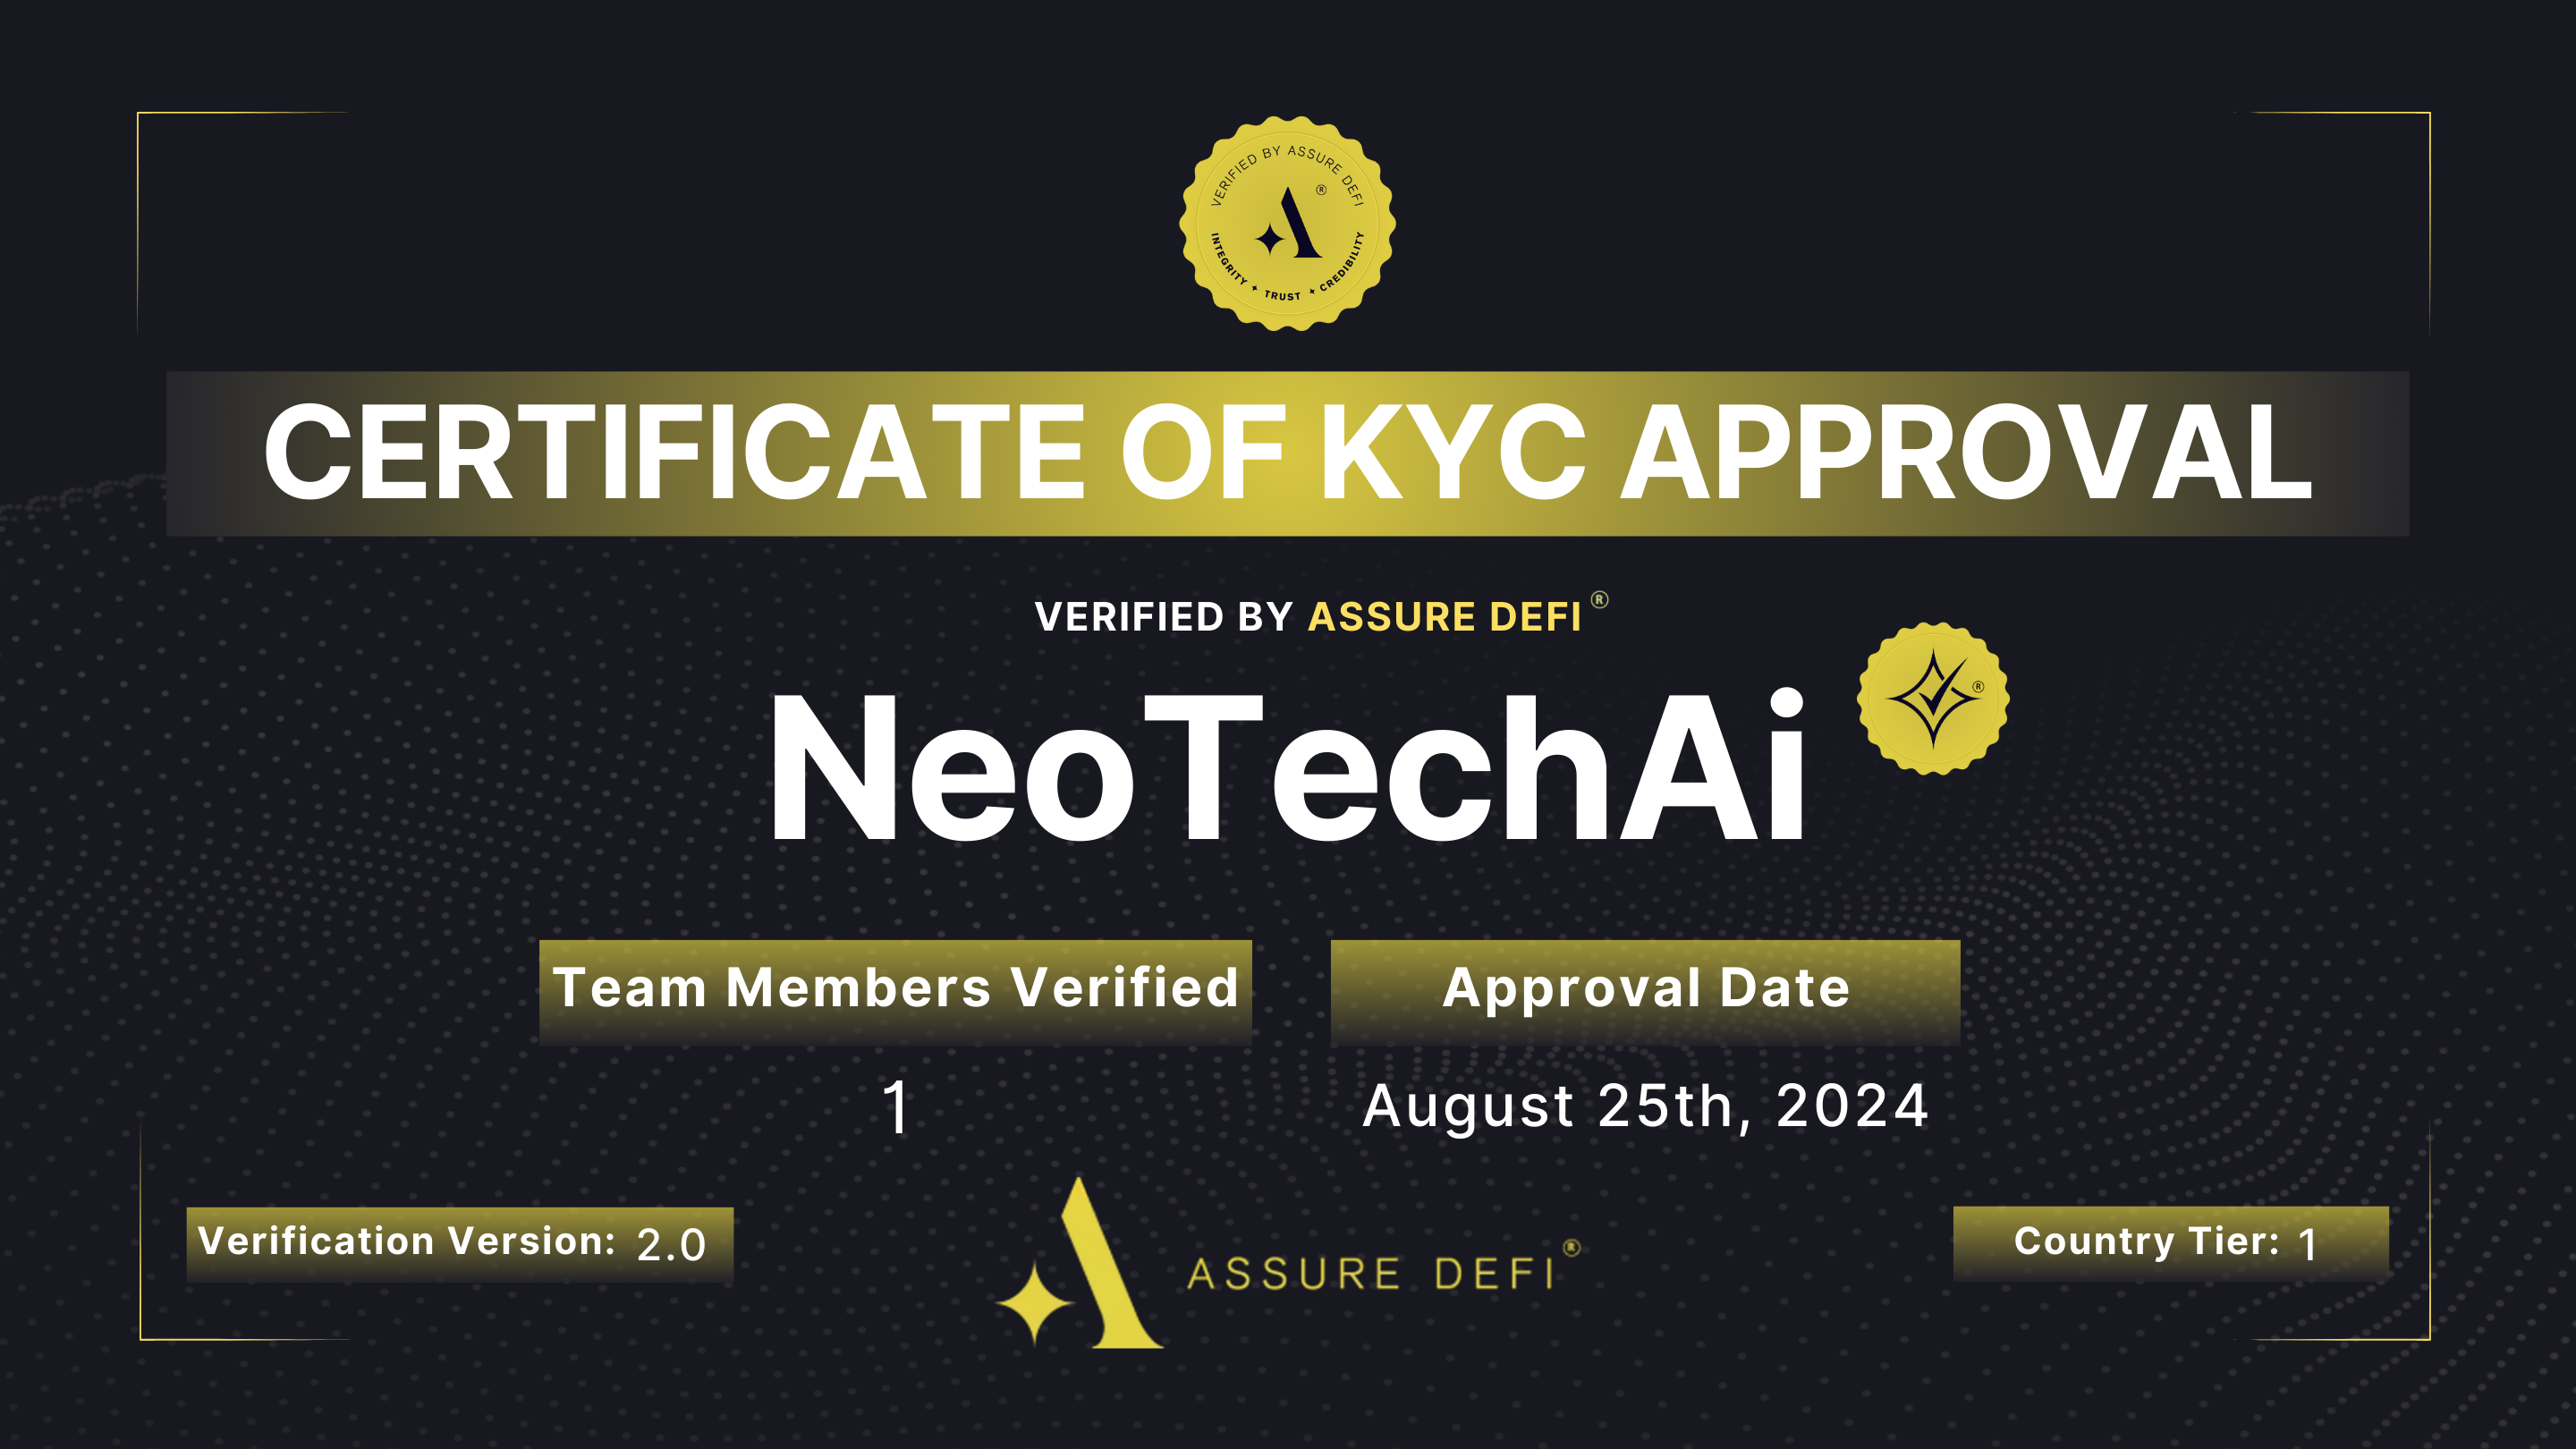 VERIFIED BY ASSURE DEFI
®
INTEGRITY ✦ TRUST ✦ CREDIBILITY
CERTIFICATE OF KYC APPROVAL
VERIFIED BY ASSURE DEFI ®
NeoTechAi
®
Team Members Verified
1
Approval Date
August 25th, 2024
Verification Version: 2.0
ASSURE DEFI ®
Country Tier: 1